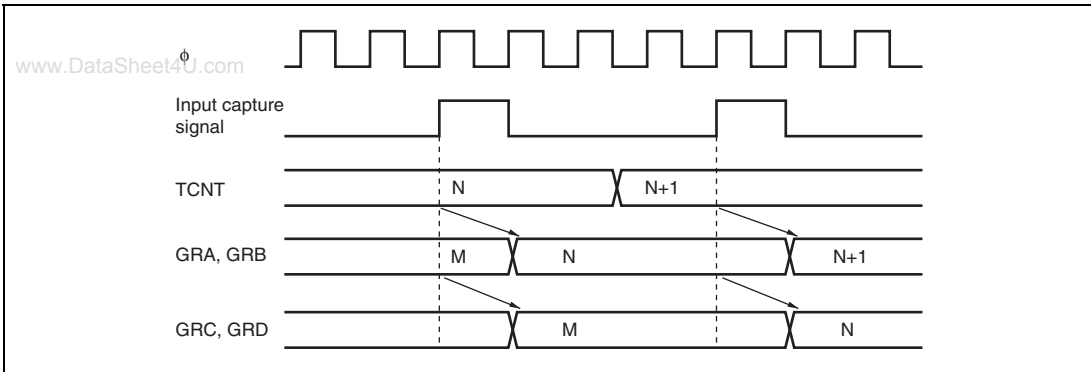 φ
www.DataSheet4U.com
Input capture
signal
TCNT N N+1
GRA, GRB M N N+1
GRC, GRD M N